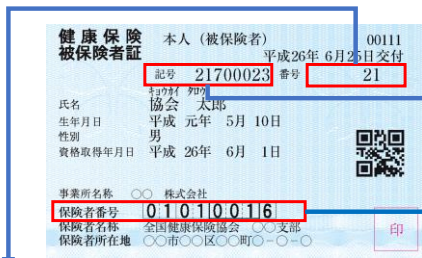 健康保険 本人（被保険者） 00111
被保険者証 平成26年 6月25日交付
記号 21700023 番号 21
キョウカイ タロウ
氏名 協会 太郎
生年月日 平成 元年 5月 10日
性別 男
資格取得年月日 平成 26年 6月 1日
事業所名称 ○○ 株式会社
保険者番号 01010016
保険者名称 全国健康保険協会 ○○支部
保険者所在地 ○○市○○区○○町○-○-○
印